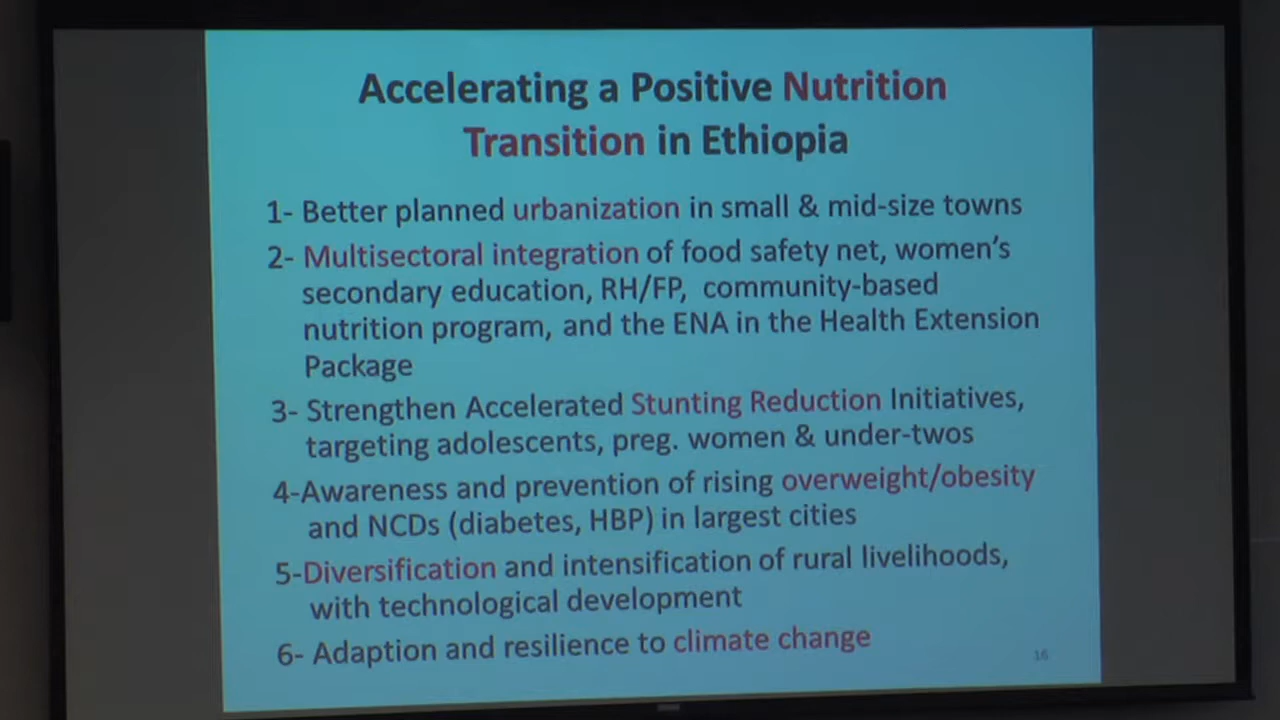 Accelerating a Positive Nutrition
Transition in Ethiopia
1- Better planned urbanization in small & mid-size towns
2- Multisectoral integration of food safety net, women's
secondary education, RH/FP, community-based
nutrition program, and the ENA in the Health Extension
Package
3- Strengthen Accelerated Stunting Reduction Initiatives,
targeting adolescents, preg. women & under-twos
4-Awareness and prevention of rising overweight/obesity
and NCDs (diabetes, HBP) in largest cities
5-Diversification and intensification of rural livelihoods,
with technological development
6- Adaption and resilience to climate change
16